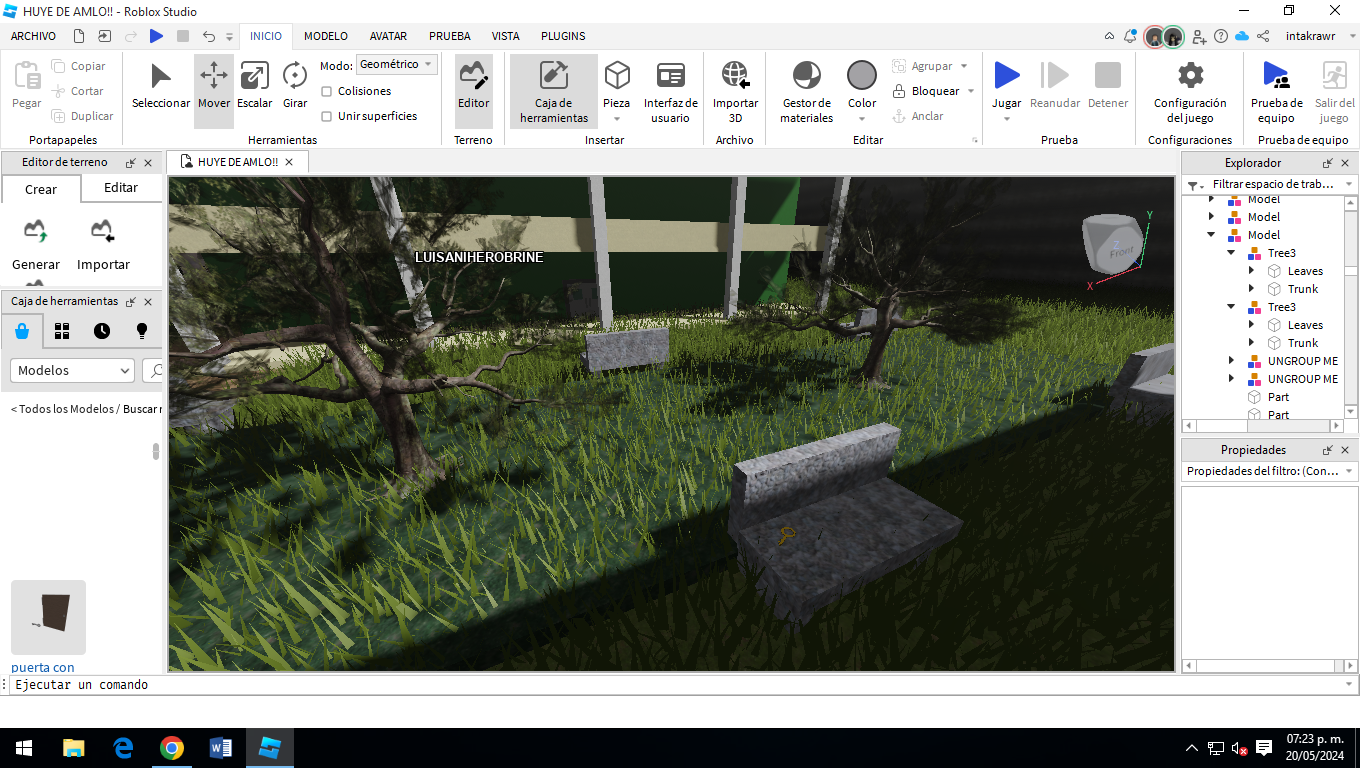 HUYE DE AMLO!! - Roblox Studio
ARCHIVO INICIO MODELO AVATAR PRUEBA VISTA PLUGINS intakrawr
Pegar
Copiar
Cortar
Duplicar
Portapapeles
Seleccionar Mover Escalar Girar
Modo: Geométrico
Colisiones
Unir superficies
Herramientas
Editor
Terreno
Caja de
herramientas
Pieza
Interfaz de
usuario
Insertar
Importar
3D
Archivo
Gestor de
materiales
Color
Agrupar
Bloquear
Anclar
Editar
Jugar Reanudar Detener
Prueba
Configuración
del juego
Configuraciones
Prueba de
equipo
Salir del
juego
Prueba de equipo
Editor de terreno
Crear Editar
Generar Importar
Caja de herramientas
Modelos
< Todos los Modelos / Buscar
puerta con
HUYE DE AMLO!!
LUISANIHEROBRINE
Front
Y
Z
X
Explorador
Filtrar espacio de trab...
Model
Model
Model
Tree3
Leaves
Trunk
Tree3
Leaves
Trunk
UNGROUP ME
UNGROUP ME
Part
Part
Propiedades
Propiedades del filtro: (Con...
Ejecutar un comando
07:23 p. m.
20/05/2024